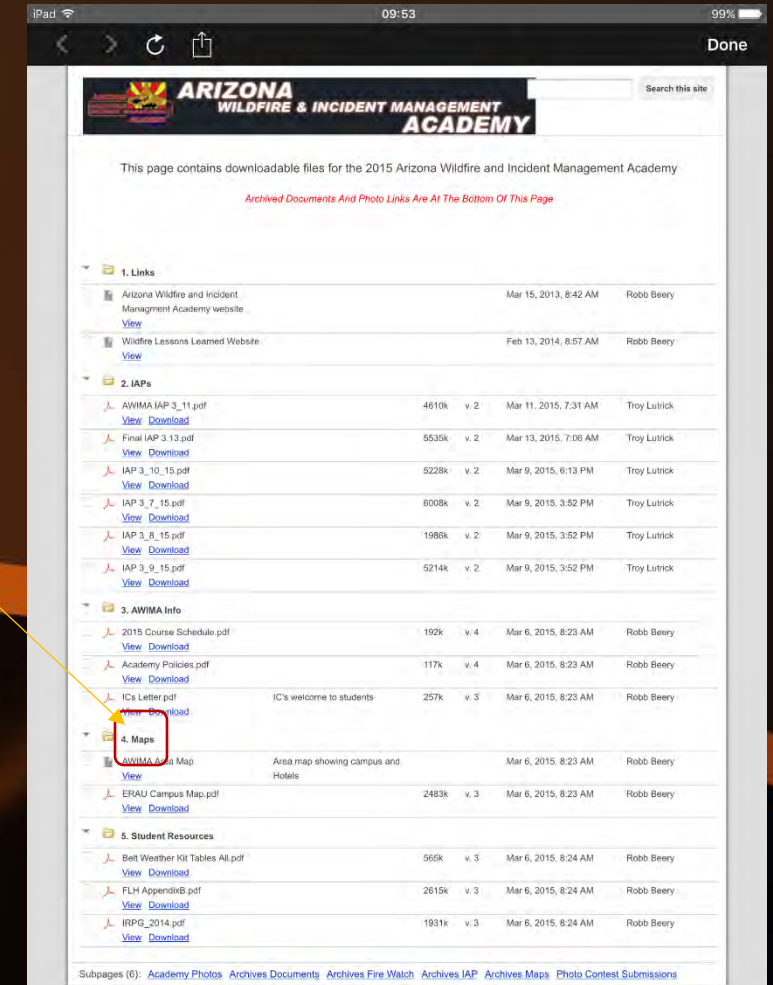 iPad 09:53 99%
Done
ARIZONA
WILDFIRE & INCIDENT MANAGEMENT
ACADEMY
Search this site
This page contains downloadable files for the 2015 Arizona Wildfire and Incident Management Academy
Archived Documents And Photo Links Are At The Bottom Of This Page
1. Links
Arizona Wildfire and Incident Mar 15, 2013, 8:42 AM Robb Beery
Managment Academy website
View
Wildfire Lessons Learned Website Feb 13, 2014, 8:57 AM Robb Beery
View
2. IAPs
AWIMA IAP 3_11.pdf 4610k v. 2 Mar 11, 2015, 7:31 AM Troy Lutrick
View Download
Final IAP 3.13.pdf 5535k v. 2 Mar 13, 2015, 7:06 AM Troy Lutrick
View Download
IAP 3_10_15.pdf 5228k v. 2 Mar 9, 2015, 6:13 PM Troy Lutrick
View Download
IAP 3_7_15.pdf 6008k v. 2 Mar 9, 2015, 3:52 PM Troy Lutrick
View Download
IAP 3_8_15.pdf 1986k v. 2 Mar 9, 2015, 3:52 PM Troy Lutrick
View Download
IAP 3_9_15.pdf 5214k v. 2 Mar 9, 2015, 3:52 PM Troy Lutrick
View Download
3. AWIMA Info
2015 Course Schedule.pdf 192k v. 4 Mar 6, 2015, 8:23 AM Robb Beery
View Download
Academy Policies.pdf 117k v. 4 Mar 6, 2015, 8:23 AM Robb Beery
View Download
ICs Letter.pdf IC's welcome to students 257k v. 3 Mar 6, 2015, 8:23 AM Robb Beery
View Download
4. Maps
AWIMA Area Map Area map showing campus and Mar 6, 2015, 8:23 AM Robb Beery
View Hotels
ERAU Campus Map.pdf 2483k v. 3 Mar 6, 2015, 8:23 AM Robb Beery
View Download
5. Student Resources
Belt Weather Kit Tables All.pdf 565k v. 3 Mar 6, 2015, 8:24 AM Robb Beery
View Download
FLH AppendixB.pdf 2615k v. 3 Mar 6, 2015, 8:24 AM Robb Beery
View Download
IRPG_2014.pdf 1931k v. 3 Mar 6, 2015, 8:24 AM Robb Beery
View Download
Subpages (6): Academy Photos Archives Documents Archives Fire Watch Archives IAP Archives Maps Photo Contest Submissions